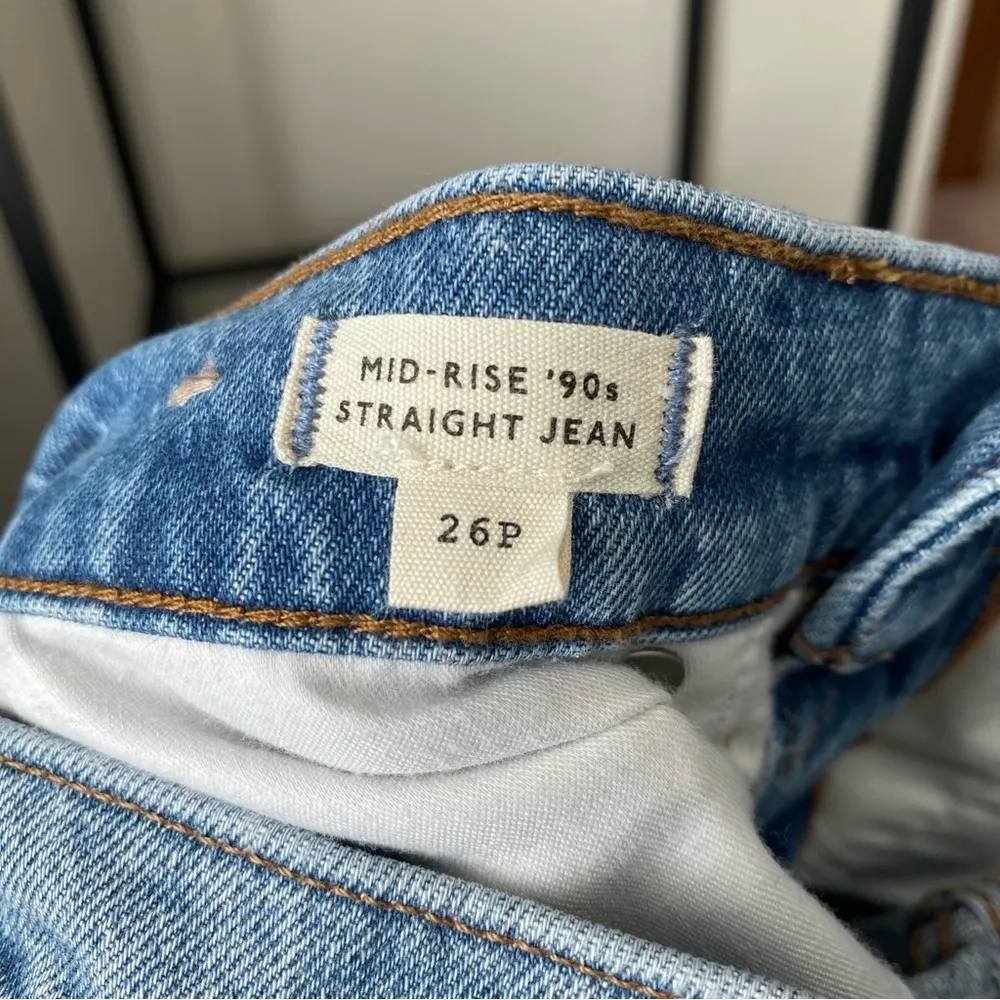 MID-RISE '90s
STRAIGHT JEAN
26P